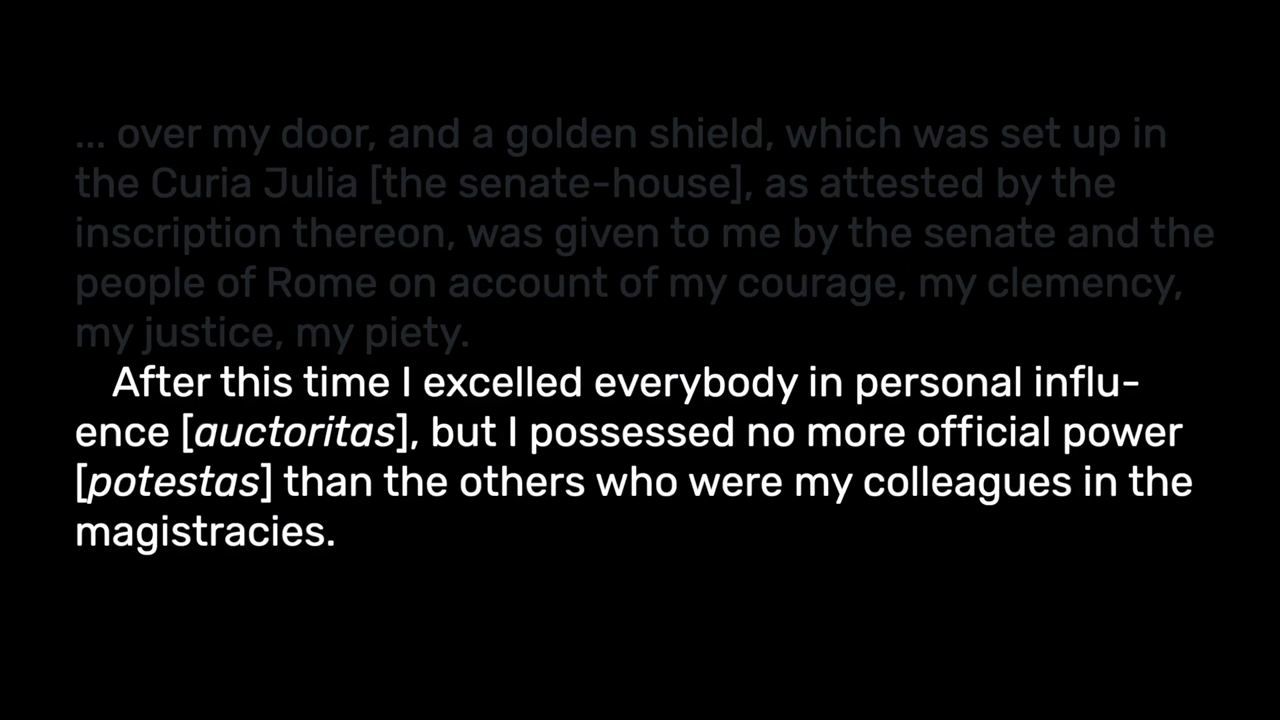 ... over my door, and a golden shield, which was set up in
the Curia Julia [the senate-house], as attested by the
inscription thereon, was given to me by the senate and the
people of Rome on account of my courage, my clemency,
my justice, my piety.
After this time I excelled everybody in personal influ-
ence [auctoritas], but I possessed no more official power
[potestas] than the others who were my colleagues in the
magistracies.